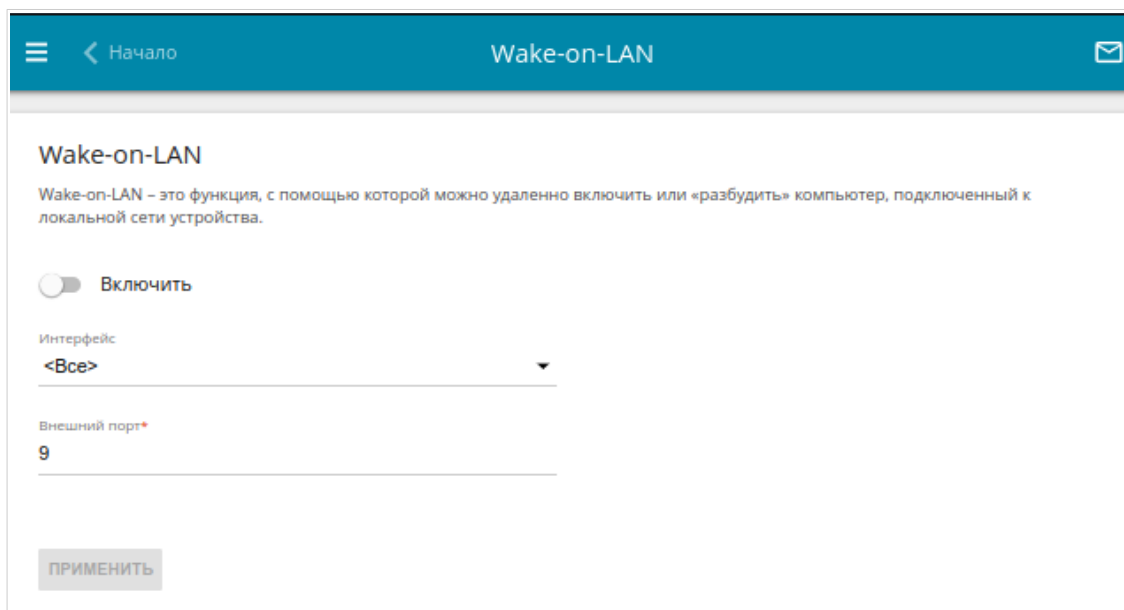 Начало
Wake-on-LAN
Wake-on-LAN
Wake-on-LAN – это функция, с помощью которой можно удаленно включить или «разбудить» компьютер, подключенный к
локальной сети устройства.
Включить
Интерфейс
<Все>
Внешний порт*
9
ПРИМЕНИТЬ